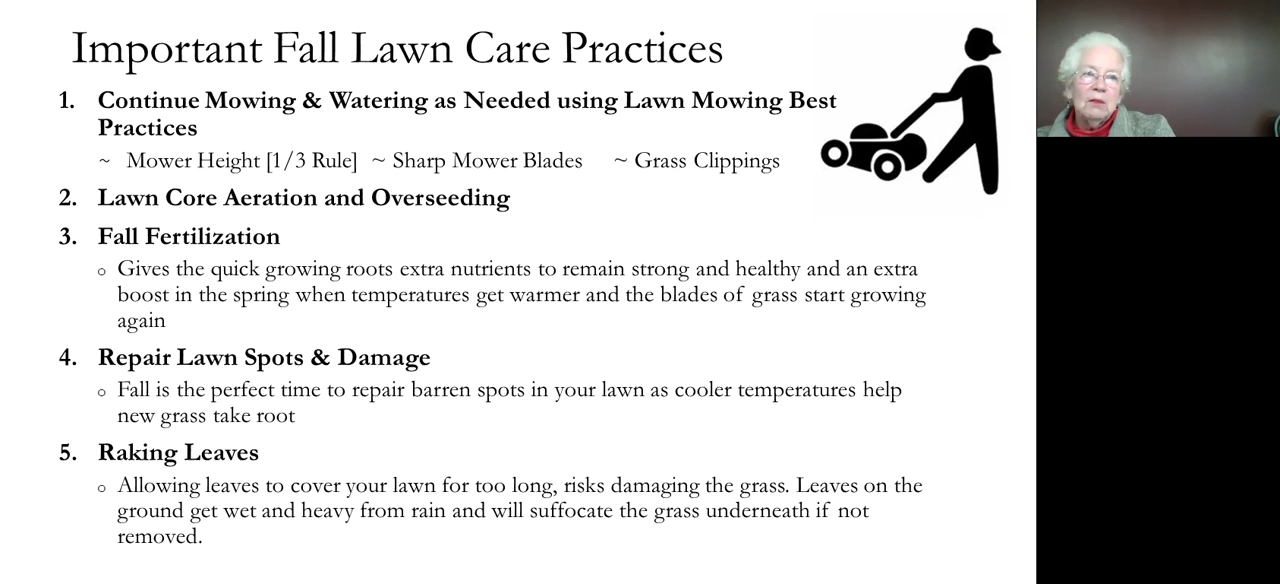 Important Fall Lawn Care Practices
1. Continue Mowing & Watering as Needed using Lawn Mowing Best
Practices
~ Mower Height [1/3 Rule] ~ Sharp Mower Blades ~ Grass Clippings
2. Lawn Core Aeration and Overseeding
3. Fall Fertilization
o Gives the quick growing roots extra nutrients to remain strong and healthy and an extra
boost in the spring when temperatures get warmer and the blades of grass start growing
again
4. Repair Lawn Spots & Damage
o Fall is the perfect time to repair barren spots in your lawn as cooler temperatures help
new grass take root
5. Raking Leaves
o Allowing leaves to cover your lawn for too long, risks damaging the grass. Leaves on the
ground get wet and heavy from rain and will suffocate the grass underneath if not
removed.